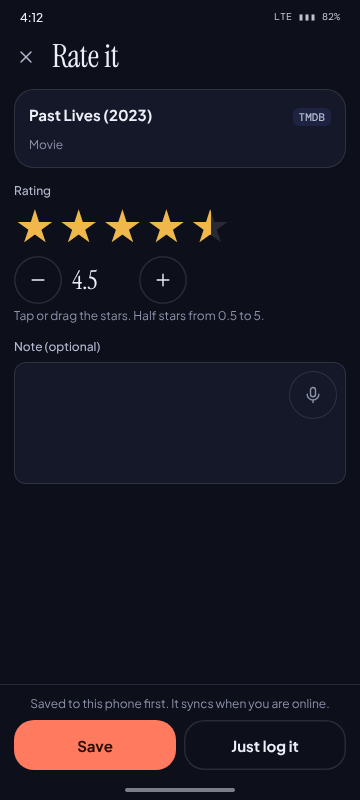 4:12
LTE 82%
Rate it
Past Lives (2023)
TMDB
Movie
Rating
4.5
Tap or drag the stars. Half stars from 0.5 to 5.
Note (optional)
Saved to this phone first. It syncs when you are online.
Save
Just log it